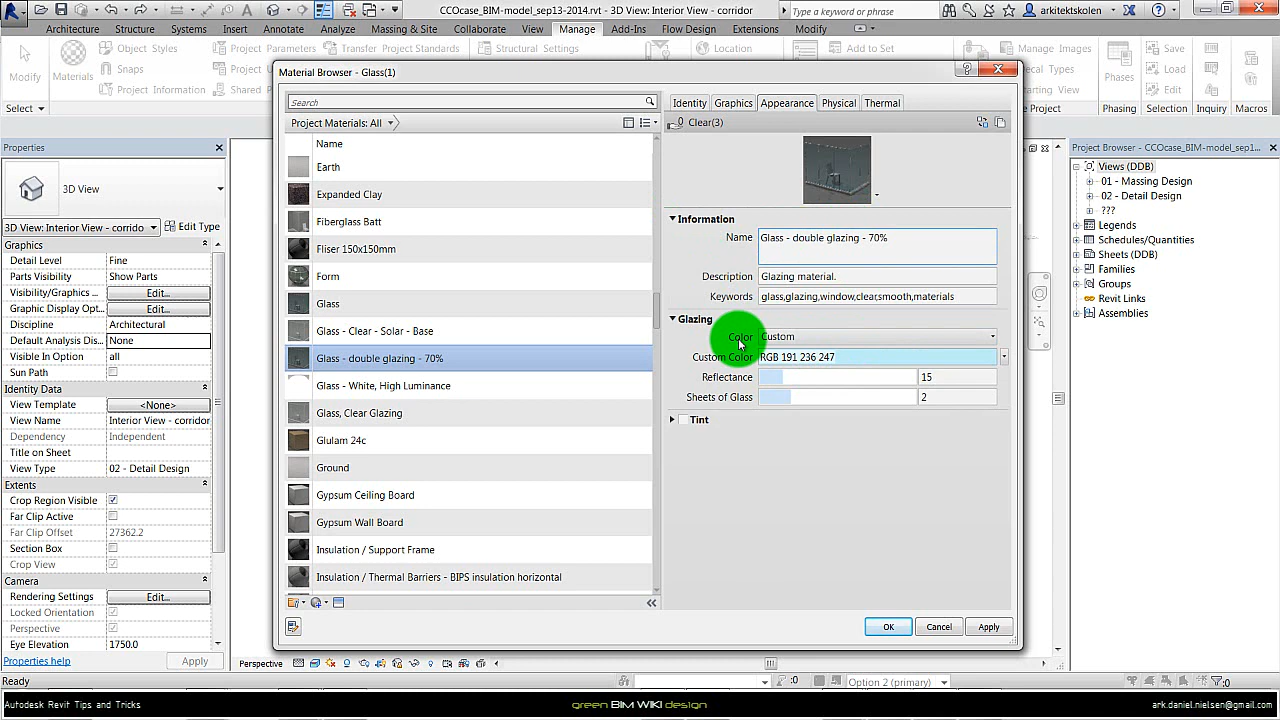 CCOcase_BIM-model_sep13-2014.rvt - 3D View: Interior View - corridor
Type a keyword or phrase
arkitektskolen
Architecture Structure Systems Insert Annotate Analyze Massing & Site Collaborate View Manage Add-Ins Flow Design Extensions Modify
Modify
Materials
Object Styles
Snaps
Project Information
Project Parameters
Transfer Project Standards
Structural Settings
Location
Add to Set
Manage Images
Phases
Save
Load
Edit
Select
Phasing
Selection
Inquiry
Macros
Material Browser - Glass(1)
Search
Project Materials: All
Name
Earth
Expanded Clay
Fiberglass Batt
Fliser 150x150mm
Form
Glass
Glass - Clear - Solar - Base
Glass - double glazing - 70%
Glass - White, High Luminance
Glass, Clear Glazing
Glulam 24c
Ground
Gypsum Ceiling Board
Gypsum Wall Board
Insulation / Support Frame
Insulation / Thermal Barriers - BIPS insulation horizontal
Identity Graphics Appearance Physical Thermal
0 Clear(3)
Information
Name Glass - double glazing - 70%
Description Glazing material.
Keywords glass,glazing,window,clear,smooth,materials
Glazing
Color Custom
Custom Color RGB 191 236 247
Reflectance 15
Sheets of Glass 2
Tint
OK Cancel Apply
Properties
3D View
3D View: Interior View - corrido
Edit Type
Graphics
Detail Level Fine
Parts Visibility Show Parts
Visibility/Graphics ... Edit...
Graphic Display Opt... Edit...
Discipline Architectural
Default Analysis Dis... None
Visible In Option all
Sun Path
Identity Data
View Template <None>
View Name Interior View - corridor
Dependency Independent
Title on Sheet
View Type 02 - Detail Design
Extents
Crop Region Visible
Far Clip Active
Far Clip Offset 27362.2
Section Box
Crop View
Camera
Rendering Settings Edit...
Locked Orientation
Perspective
Eye Elevation 1750.0
Properties help
Apply
Project Browser - CCOcase_BIM-model_sep1...
Views (DDB)
01 - Massing Design
02 - Detail Design
???
Legends
Schedules/Quantities
Sheets (DDB)
Families
Groups
Revit Links
Assemblies
Perspective
Ready
:0
Option 2 (primary)
:0
Autodesk Revit Tips and Tricks
green BIM WIKI design
ark.daniel.nielsen@gmail.com